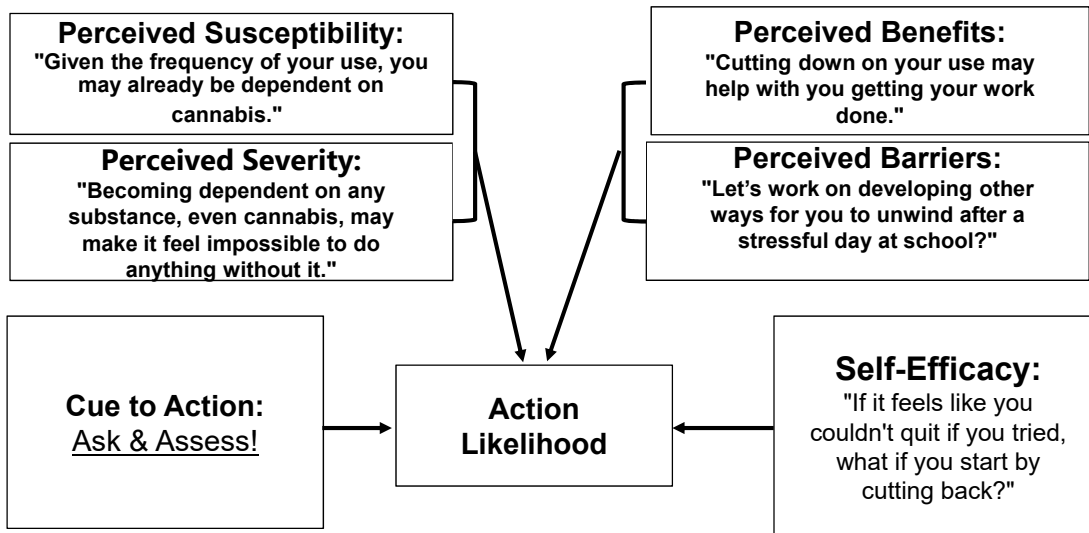 Perceived Susceptibility:
"Given the frequency of your use, you
may already be dependent on
cannabis."
Perceived Severity:
"Becoming dependent on any
substance, even cannabis, may
make it feel impossible to do
anything without it."
Perceived Benefits:
"Cutting down on your use may
help with you getting your work
done."
Perceived Barriers:
"Let’s work on developing other
ways for you to unwind after a
stressful day at school?"
Cue to Action:
Ask & Assess!
Action
Likelihood
Self-Efficacy:
"If it feels like you
couldn't quit if you tried,
what if you start by
cutting back?"